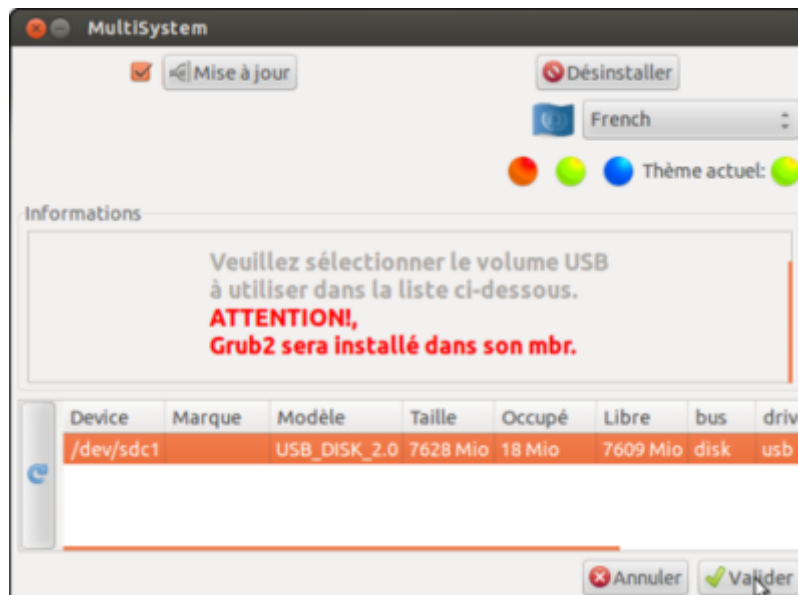 MultiSystem
Mise à jour
Désinstaller
French
Thème actuel:
Informations
Veuillez sélectionner le volume USB
à utiliser dans la liste ci-dessous.
ATTENTION!,
Grub2 sera installé dans son mbr.
Device Marque Modèle Taille Occupé Libre bus driv
/dev/sdc1 USB_DISK_2.0 7628 Mio 18 Mio 7609 Mio disk usb
Annuler Valider